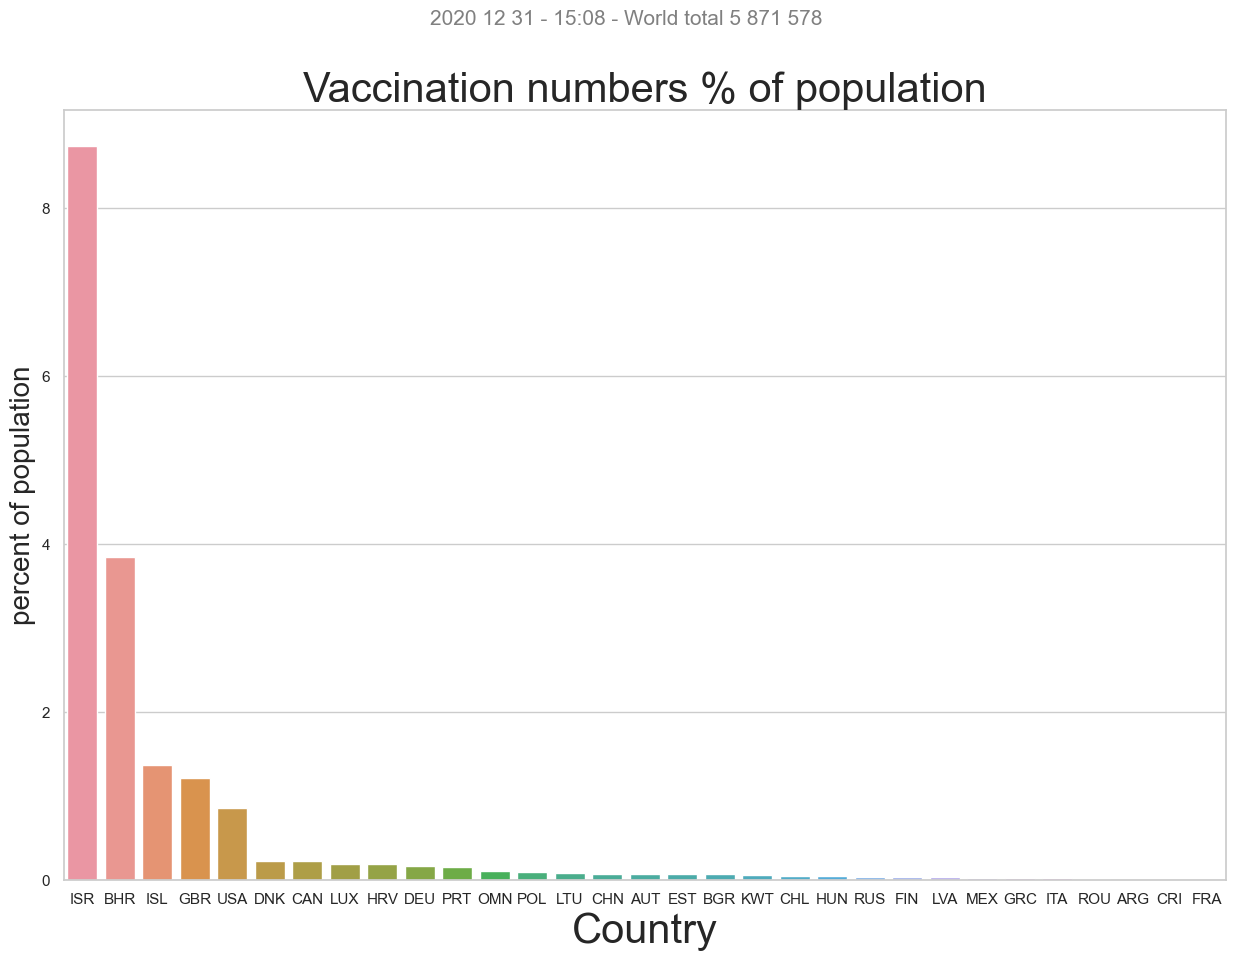 2020 12 31 - 15:08 - World total 5 871 578
Vaccination numbers % of population
percent of population
8
6
4
2
0
ISR BHR ISL GBR USA DNK CAN LUX HRV DEU PRT OMN POL LTU CHN AUT EST BGR KWT CHL HUN RUS FIN LVA MEX GRC ITA ROU ARG CRI FRA
Country